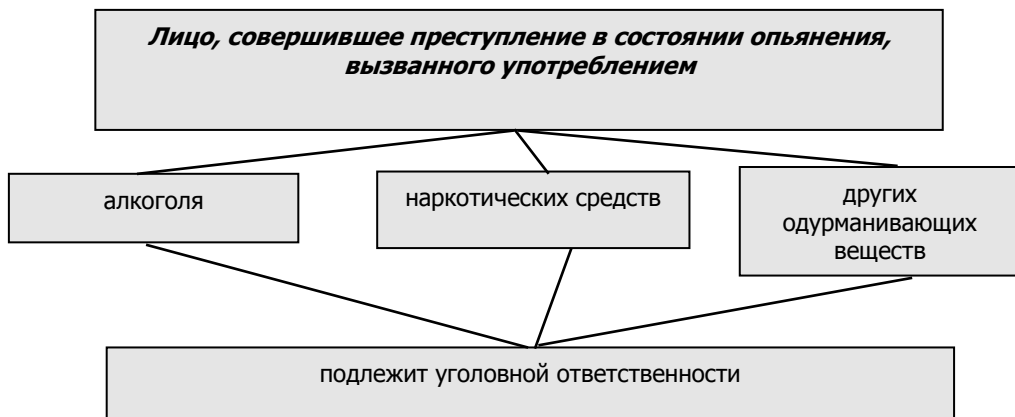 Лицо, совершившее преступление в состоянии опьянения,
вызванного употреблением
алкоголя
наркотических средств
других
одурманивающих
веществ
подлежит уголовной ответственности